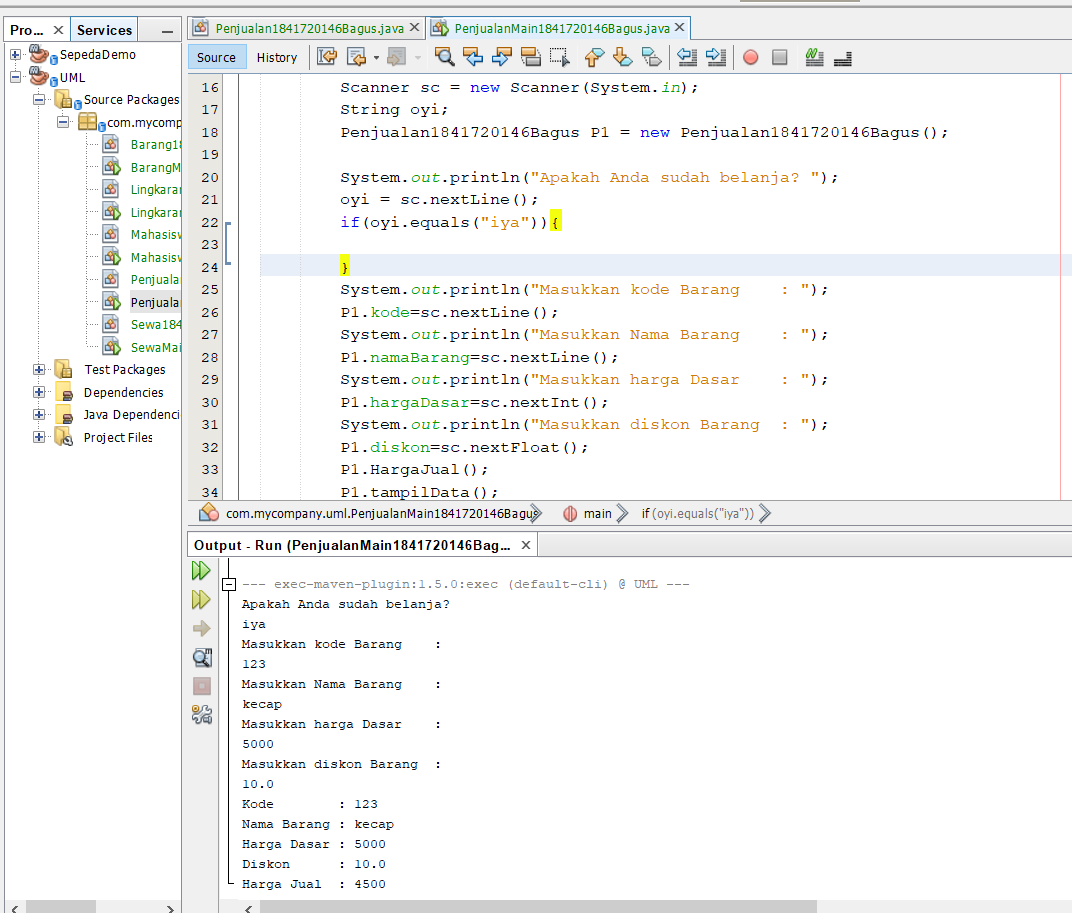 Pro... Services
SepedaDemo
UML
Source Packages
com.mycomp
Barang18
BarangM
Lingkarar
Lingkarar
Mahasisw
Mahasisw
Penjuala
Penjuala
Sewa184
SewaMai
Test Packages
Dependencies
Java Dependenci
Project Files
Penjualan1841720146Bagus.java PenjualanMain1841720146Bagus.java
Source History
16 Scanner sc = new Scanner(System.in);
17 String oyi;
18 Penjualan1841720146Bagus P1 = new Penjualan1841720146Bagus();
19
20 System.out.println("Apakah Anda sudah belanja? ");
21 oyi = sc.nextLine();
22 if(oyi.equals("iya")){
23
24 }
25 System.out.println("Masukkan kode Barang    : ");
26 P1.kode=sc.nextLine();
27 System.out.println("Masukkan Nama Barang    : ");
28 P1.namaBarang=sc.nextLine();
29 System.out.println("Masukkan harga Dasar    : ");
30 P1.hargaDasar=sc.nextInt();
31 System.out.println("Masukkan diskon Barang  : ");
32 P1.diskon=sc.nextFloat();
33 P1.HargaJual();
34 P1.tampilData();
com.mycompany.uml.PenjualanMain1841720146Bagus main if (oyi.equals("iya"))
Output - Run (PenjualanMain1841720146Bag...
--- exec-maven-plugin:1.5.0:exec (default-cli) @ UML ---
Apakah Anda sudah belanja?
iya
Masukkan kode Barang    :
123
Masukkan Nama Barang    :
kecap
Masukkan harga Dasar    :
5000
Masukkan diskon Barang  :
10.0
Kode        : 123
Nama Barang : kecap
Harga Dasar : 5000
Diskon      : 10.0
Harga Jual  : 4500